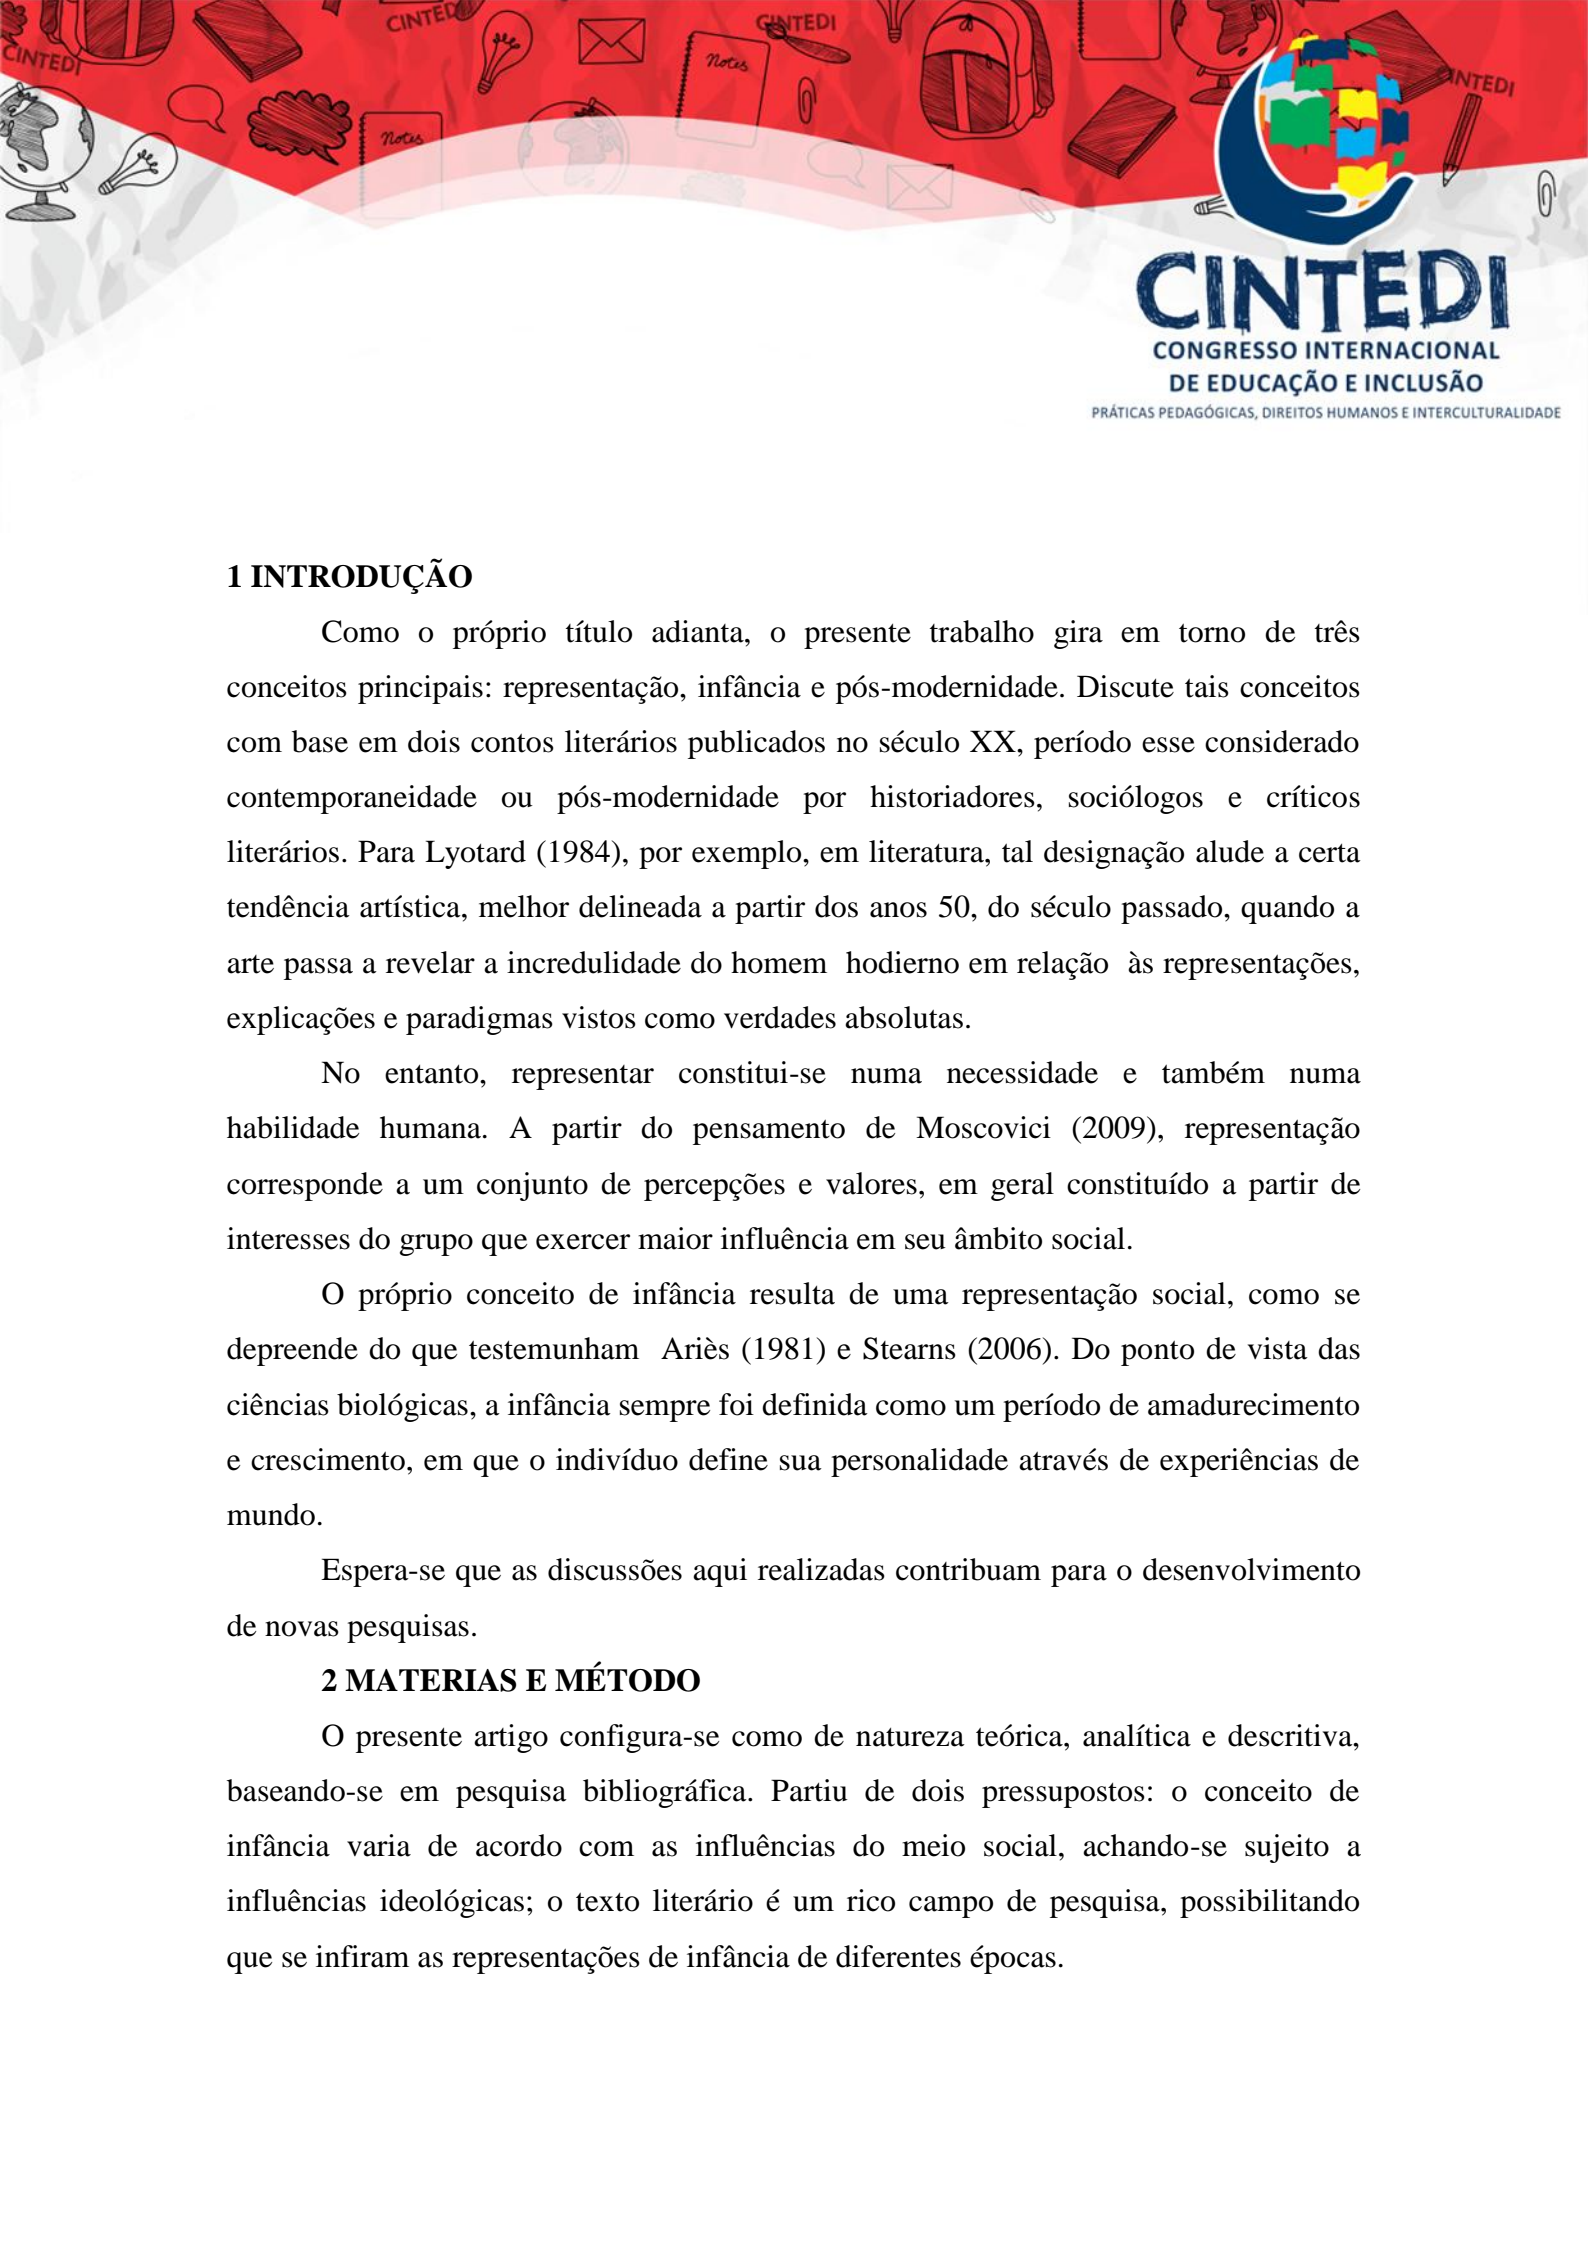 CINTEDI
CINTEDI
CINTEDI
Notes
INTEDI
Notes
CINTEDI
CONGRESSO INTERNACIONAL
DE EDUCAÇÃO E INCLUSÃO
PRÁTICAS PEDAGÓGICAS, DIREITOS HUMANOS E INTERCULTURALIDADE
1 INTRODUÇÃO
Como o próprio título adianta, o presente trabalho gira em torno de três
conceitos principais: representação, infância e pós-modernidade. Discute tais conceitos
com base em dois contos literários publicados no século XX, período esse considerado
contemporaneidade ou pós-modernidade por historiadores, sociólogos e críticos
literários. Para Lyotard (1984), por exemplo, em literatura, tal designação alude a certa
tendência artística, melhor delineada a partir dos anos 50, do século passado, quando a
arte passa a revelar a incredulidade do homem  hodierno em relação  às representações,
explicações e paradigmas vistos como verdades absolutas.
No entanto, representar constitui-se numa necessidade e também numa
habilidade humana. A partir do pensamento de Moscovici (2009), representação
corresponde a um conjunto de percepções e valores, em geral constituído a partir de
interesses do grupo que exercer maior influência em seu âmbito social.
O próprio conceito de infância resulta de uma representação social, como se
depreende do que testemunham  Ariès (1981) e Stearns (2006). Do ponto de vista das
ciências biológicas, a infância sempre foi definida como um período de amadurecimento
e crescimento, em que o indivíduo define sua personalidade através de experiências de
mundo.
Espera-se que as discussões aqui realizadas contribuam para o desenvolvimento
de novas pesquisas.
2 MATERIAS E MÉTODO
O presente artigo configura-se como de natureza teórica, analítica e descritiva,
baseando-se em pesquisa bibliográfica. Partiu de dois pressupostos: o conceito de
infância varia de acordo com as influências do meio social, achando-se sujeito a
influências ideológicas; o texto literário é um rico campo de pesquisa, possibilitando
que se infiram as representações de infância de diferentes épocas.